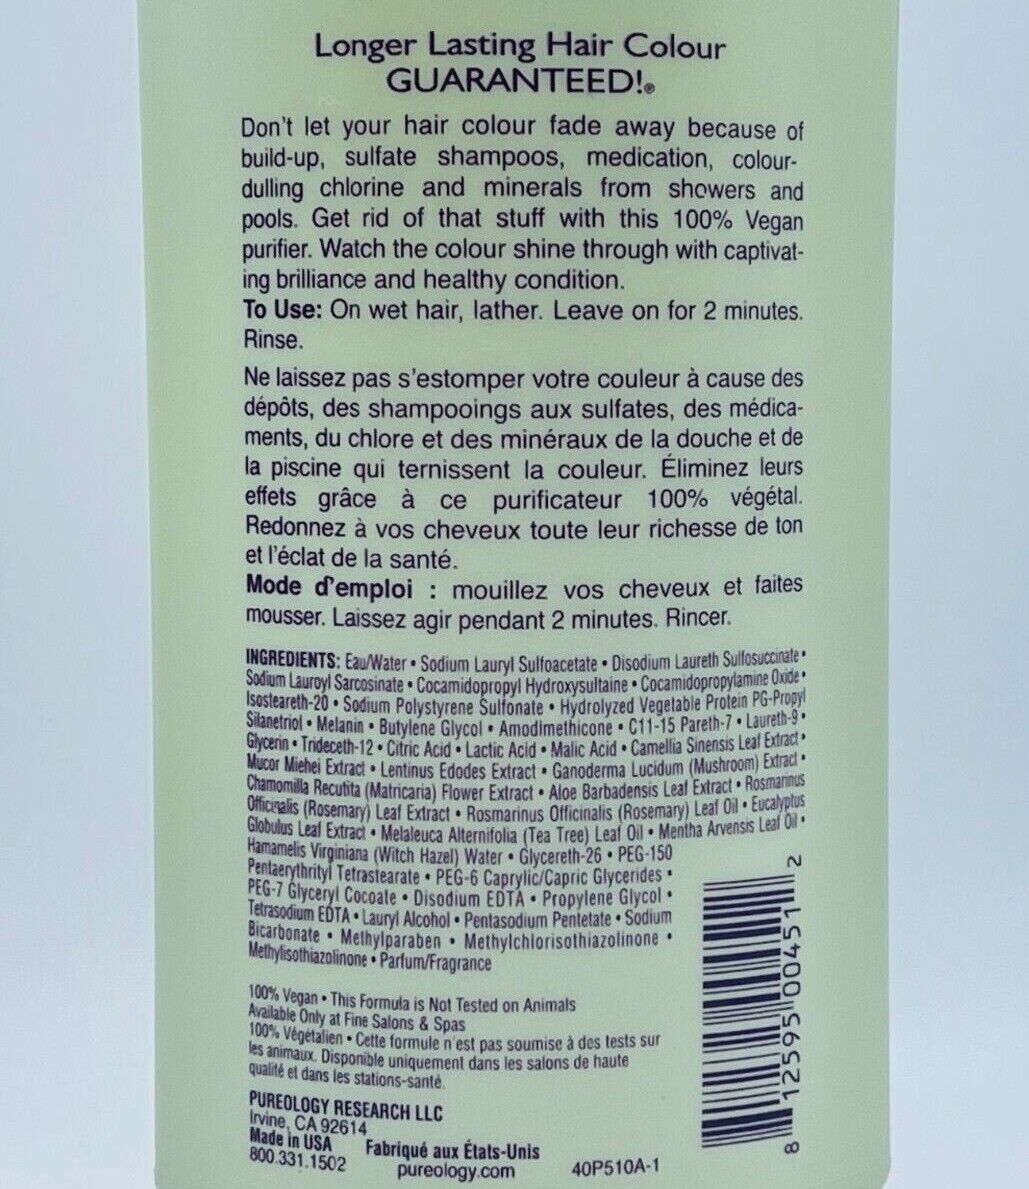 Longer Lasting Hair Colour
GUARANTEED!®
Don't let your hair colour fade away because of
build-up, sulfate shampoos, medication, colour-
dulling chlorine and minerals from showers and
pools. Get rid of that stuff with this 100% Vegan
purifier. Watch the colour shine through with captivat-
ing brilliance and healthy condition.
To Use: On wet hair, lather. Leave on for 2 minutes.
Rinse.
Ne laissez pas s'estomper votre couleur à cause des
dépôts, des shampooings aux sulfates, des médica-
ments, du chlore et des minéraux de la douche et de
la piscine qui ternissent la couleur. Éliminez leurs
effets grâce à ce purificateur 100% végétal.
Redonnez à vos cheveux toute leur richesse de ton
et l'éclat de la santé.
Mode d'emploi : mouillez vos cheveux et faites
mousser. Laissez agir pendant 2 minutes. Rincer.
INGREDIENTS: Eau/Water • Sodium Lauryl Sulfoacetate • Disodium Laureth Sulfosuccinate •
Sodium Lauroyl Sarcosinate • Cocamidopropyl Hydroxysultaine • Cocamidopropylamine Oxide •
Isosteareth-20 • Sodium Polystyrene Sulfonate • Hydrolyzed Vegetable Protein PG-Propyl
Silanetriol • Melanin • Butylene Glycol • Amodimethicone • C11-15 Pareth-7 • Laureth-9 •
Glycerin • Trideceth-12 • Citric Acid • Lactic Acid • Malic Acid • Camellia Sinensis Leaf Extract •
Mucor Miehei Extract • Lentinus Edodes Extract • Ganoderma Lucidum (Mushroom) Extract •
Chamomilla Recutita (Matricaria) Flower Extract • Aloe Barbadensis Leaf Extract • Rosmarinus
Officinalis (Rosemary) Leaf Extract • Rosmarinus Officinalis (Rosemary) Leaf Oil • Eucalyptus
Globulus Leaf Extract • Melaleuca Alternifolia (Tea Tree) Leaf Oil • Mentha Arvensis Leaf Oil •
Hamamelis Virginiana (Witch Hazel) Water • Glycereth-26 • PEG-150
Pentaerythrityl Tetrastearate • PEG-6 Caprylic/Capric Glycerides •
PEG-7 Glyceryl Cocoate • Disodium EDTA • Propylene Glycol •
Tetrasodium EDTA • Lauryl Alcohol • Pentasodium Pentetate • Sodium
Bicarbonate • Methylparaben • Methylchlorisothiazolinone •
Methylisothiazolinone • Parfum/Fragrance
100% Vegan • This Formula is Not Tested on Animals
Available Only at Fine Salons & Spas
100% Végétalien • Cette formule n'est pas soumise à des tests sur
les animaux. Disponible uniquement dans les salons de haute
qualité et dans les stations-santé.
PUREOLOGY RESEARCH LLC
Irvine, CA 92614
Made in USA Fabriqué aux États-Unis
800.331.1502 pureology.com 40P510A-1
8 12595 00451 2